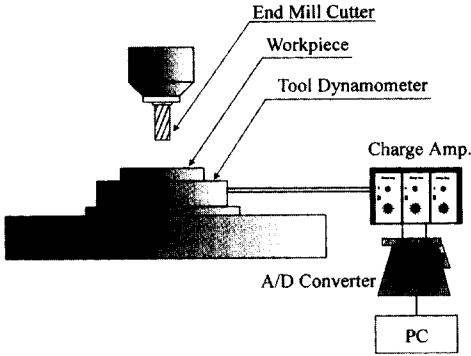 End Mill Cutter
Workpiece
Tool Dynamometer
Charge Amp.
A/D Converter
PC